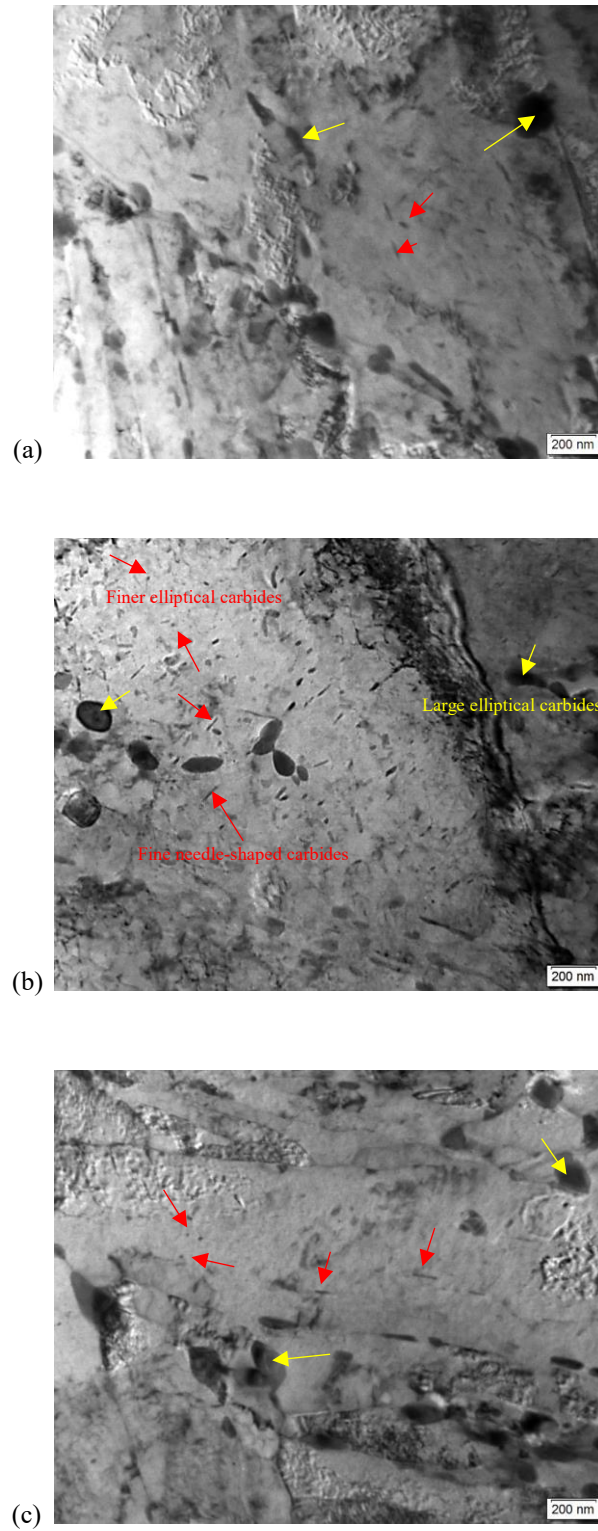 200 nm
(a)
Finer elliptical carbides
Large elliptical carbides
Fine needle-shaped carbides
200 nm
(b)
200 nm
(c)